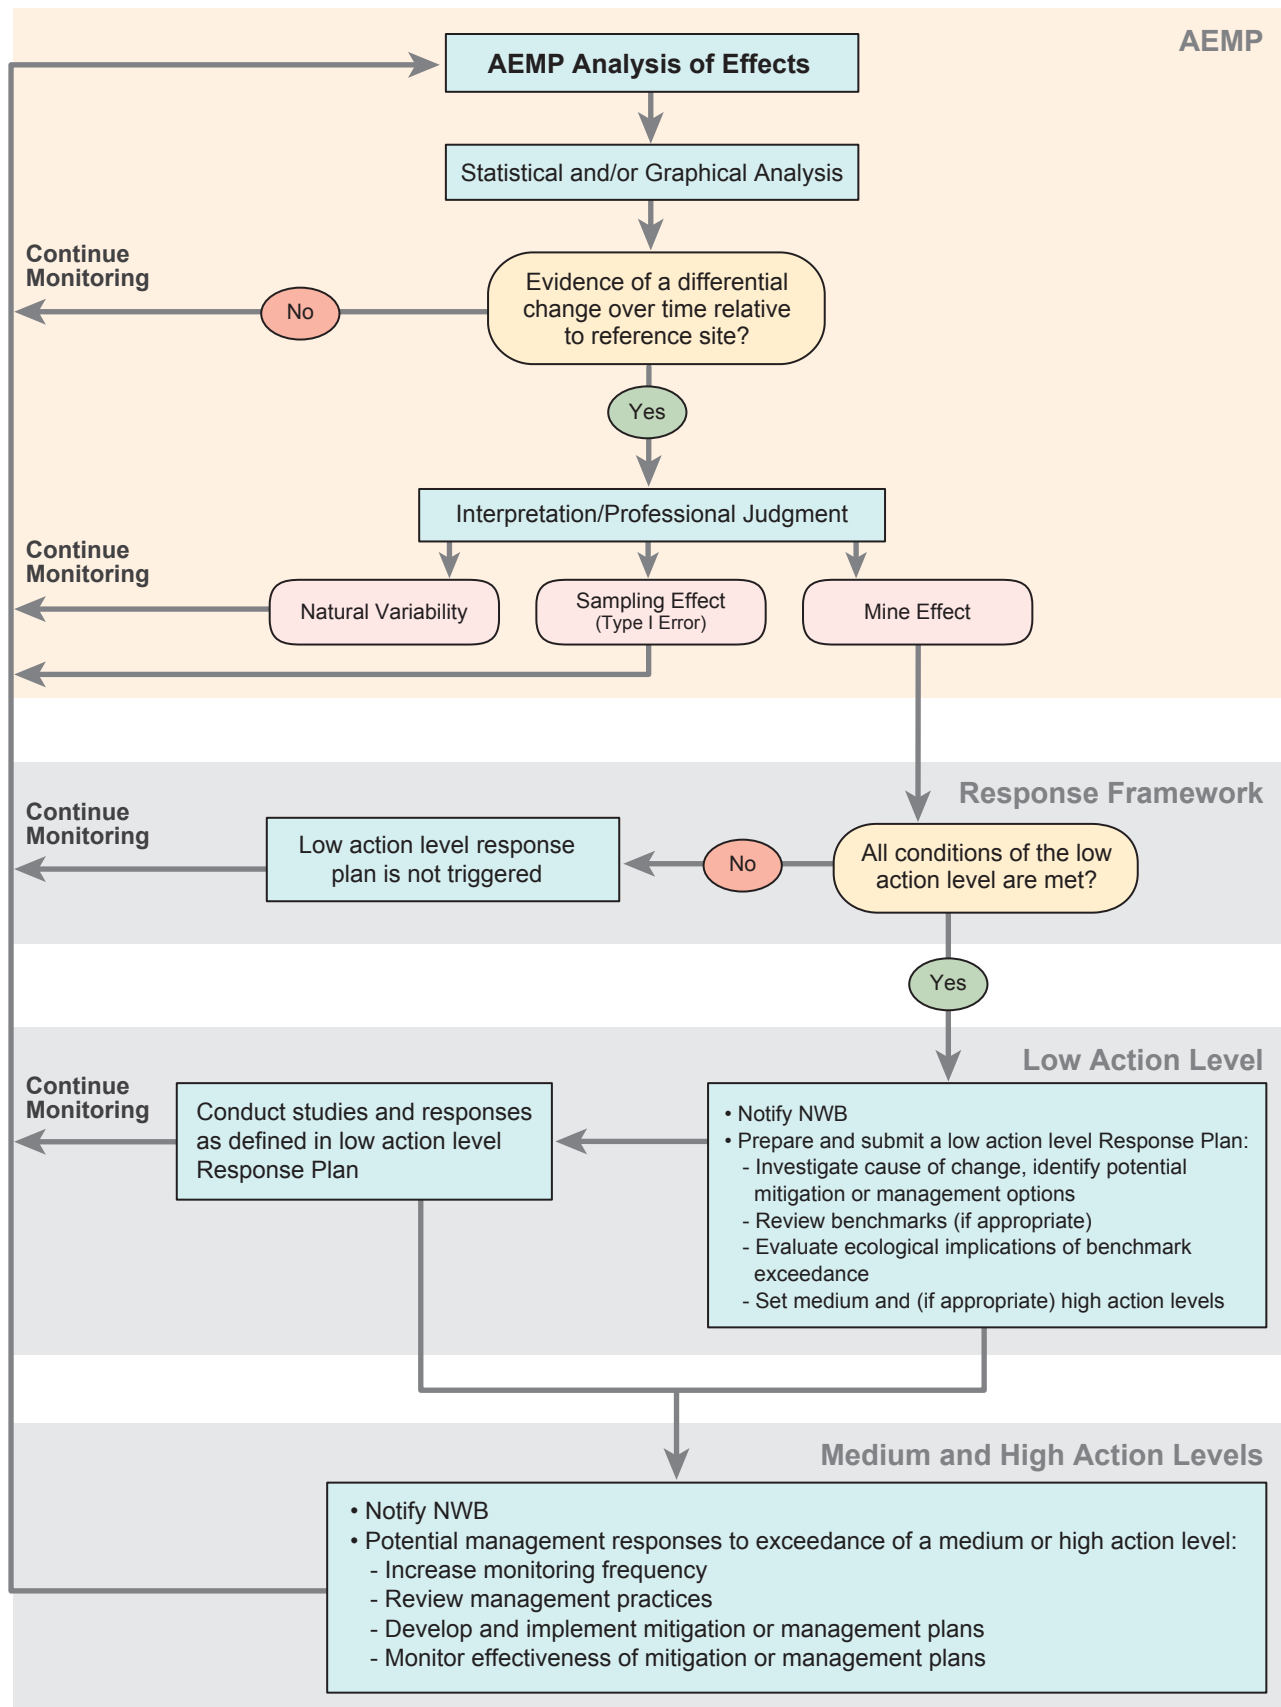 AEMP
AEMP Analysis of Effects
Statistical and/or Graphical Analysis
Continue
Monitoring
No
Evidence of a differential
change over time relative
to reference site?
Yes
Interpretation/Professional Judgment
Continue
Monitoring
Natural Variability
Sampling Effect
(Type I Error)
Mine Effect
Response Framework
Continue
Monitoring
Low action level response
plan is not triggered
No
All conditions of the low
action level are met?
Yes
Low Action Level
Continue
Monitoring
Conduct studies and responses
as defined in low action level
Response Plan
• Notify NWB
• Prepare and submit a low action level Response Plan:
- Investigate cause of change, identify potential
mitigation or management options
- Review benchmarks (if appropriate)
- Evaluate ecological implications of benchmark
exceedance
- Set medium and (if appropriate) high action levels
Medium and High Action Levels
• Notify NWB
• Potential management responses to exceedance of a medium or high action level:
- Increase monitoring frequency
- Review management practices
- Develop and implement mitigation or management plans
- Monitor effectiveness of mitigation or management plans